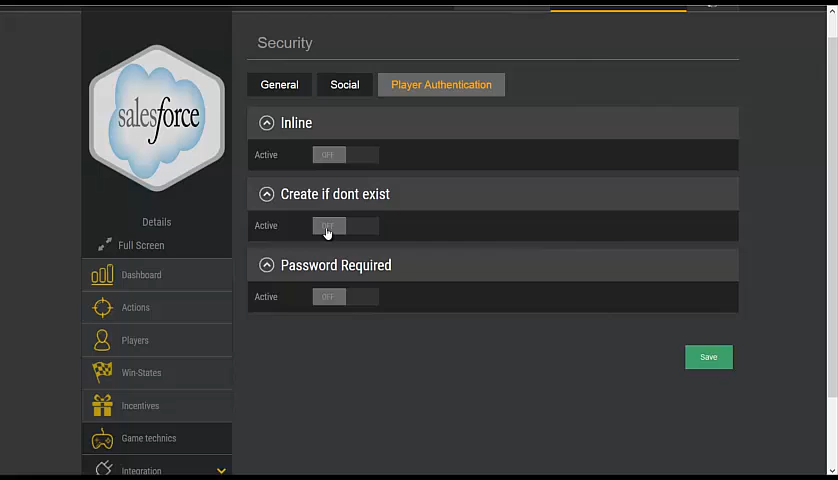 Security
General Social Player Authentication
Inline
Active OFF
Create if dont exist
Active OFF
Password Required
Active OFF
Save
salesforce
Details
Full Screen
Dashboard
Actions
Players
Win-States
Incentives
Game technics
Integration